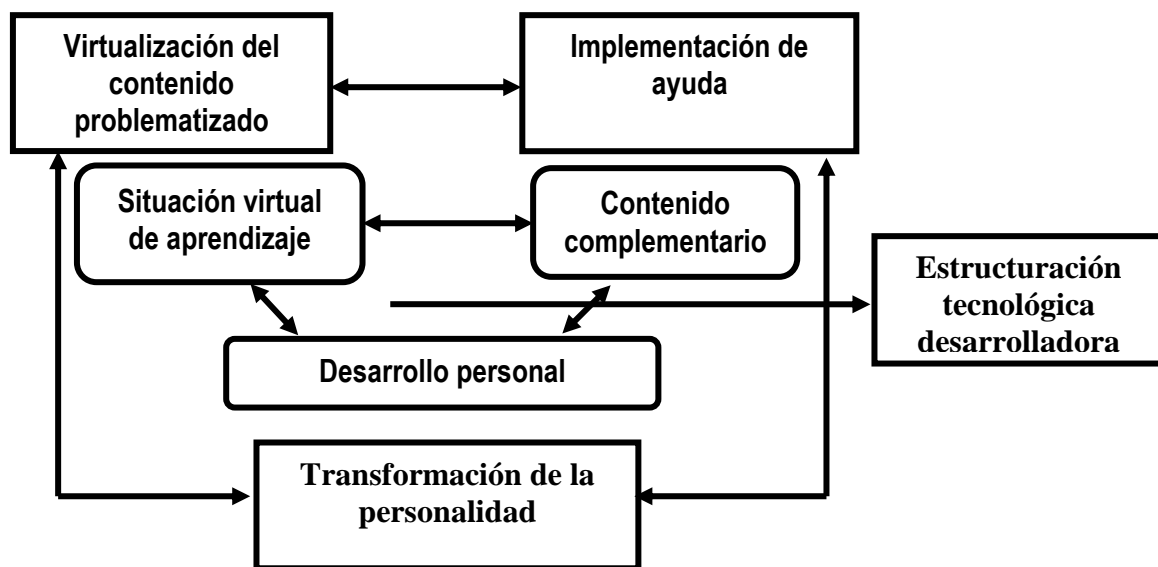 Virtualización del
contenido
problematizado
Implementación de
ayuda
Situación virtual
de aprendizaje
Contenido
complementario
Estructuración
tecnológica
desarrolladora
Desarrollo personal
Transformación de la
personalidad